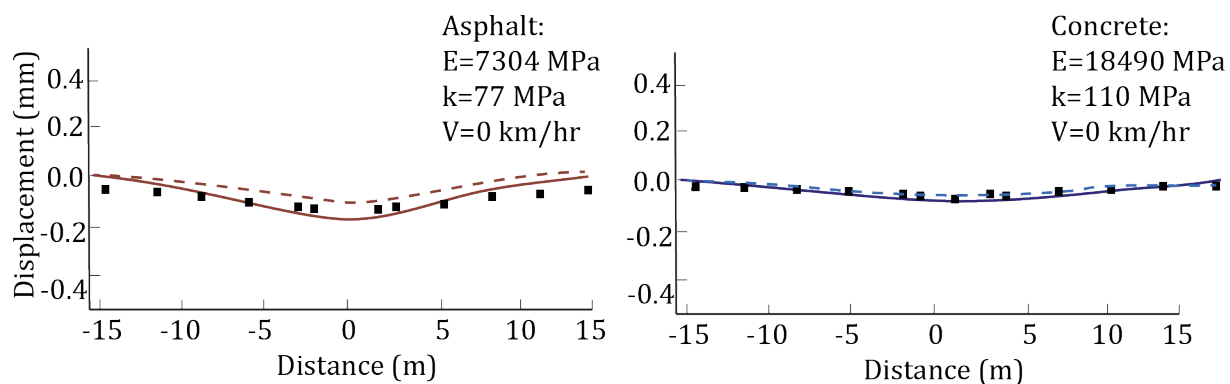 Asphalt:
E=7304 MPa
k=77 MPa
V=0 km/hr
Displacement (mm)
0.4
0.2
0.0
-0.2
-0.4
-15 -10 -5 0 5 10 15
Distance (m)
Concrete:
E=18490 MPa
k=110 MPa
V=0 km/hr
0.4
0.2
0.0
-0.2
-0.4
-15 -10 -5 0 5 10 15
Distance (m)